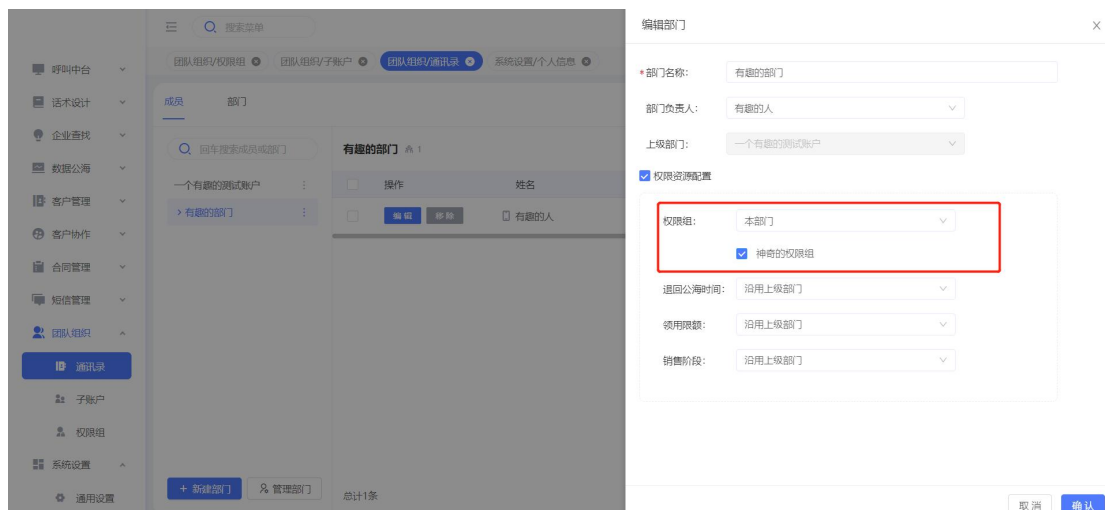 搜索菜单
团队组织/权限组
团队组织/子账户
团队组织/通讯录
系统设置/个人信息
呼叫中台
话术设计
企业查找
数据公海
客户管理
客户协作
合同管理
短信管理
团队组织
通讯录
子账户
权限组
系统设置
通用设置
成员 部门
回车搜索成员或部门
一个有趣的测试账户
有趣的部门
+ 新建部门 管理部门
有趣的部门 1
操作 姓名
编辑 移除 有趣的人
总计1条
编辑部门
*部门名称: 有趣的部门
部门负责人: 有趣的人
上级部门: 一个有趣的测试账户
权限资源配置
权限组: 本部门
神奇的权限组
退回公海时间: 沿用上级部门
领用限额: 沿用上级部门
销售阶段: 沿用上级部门
取消 确认